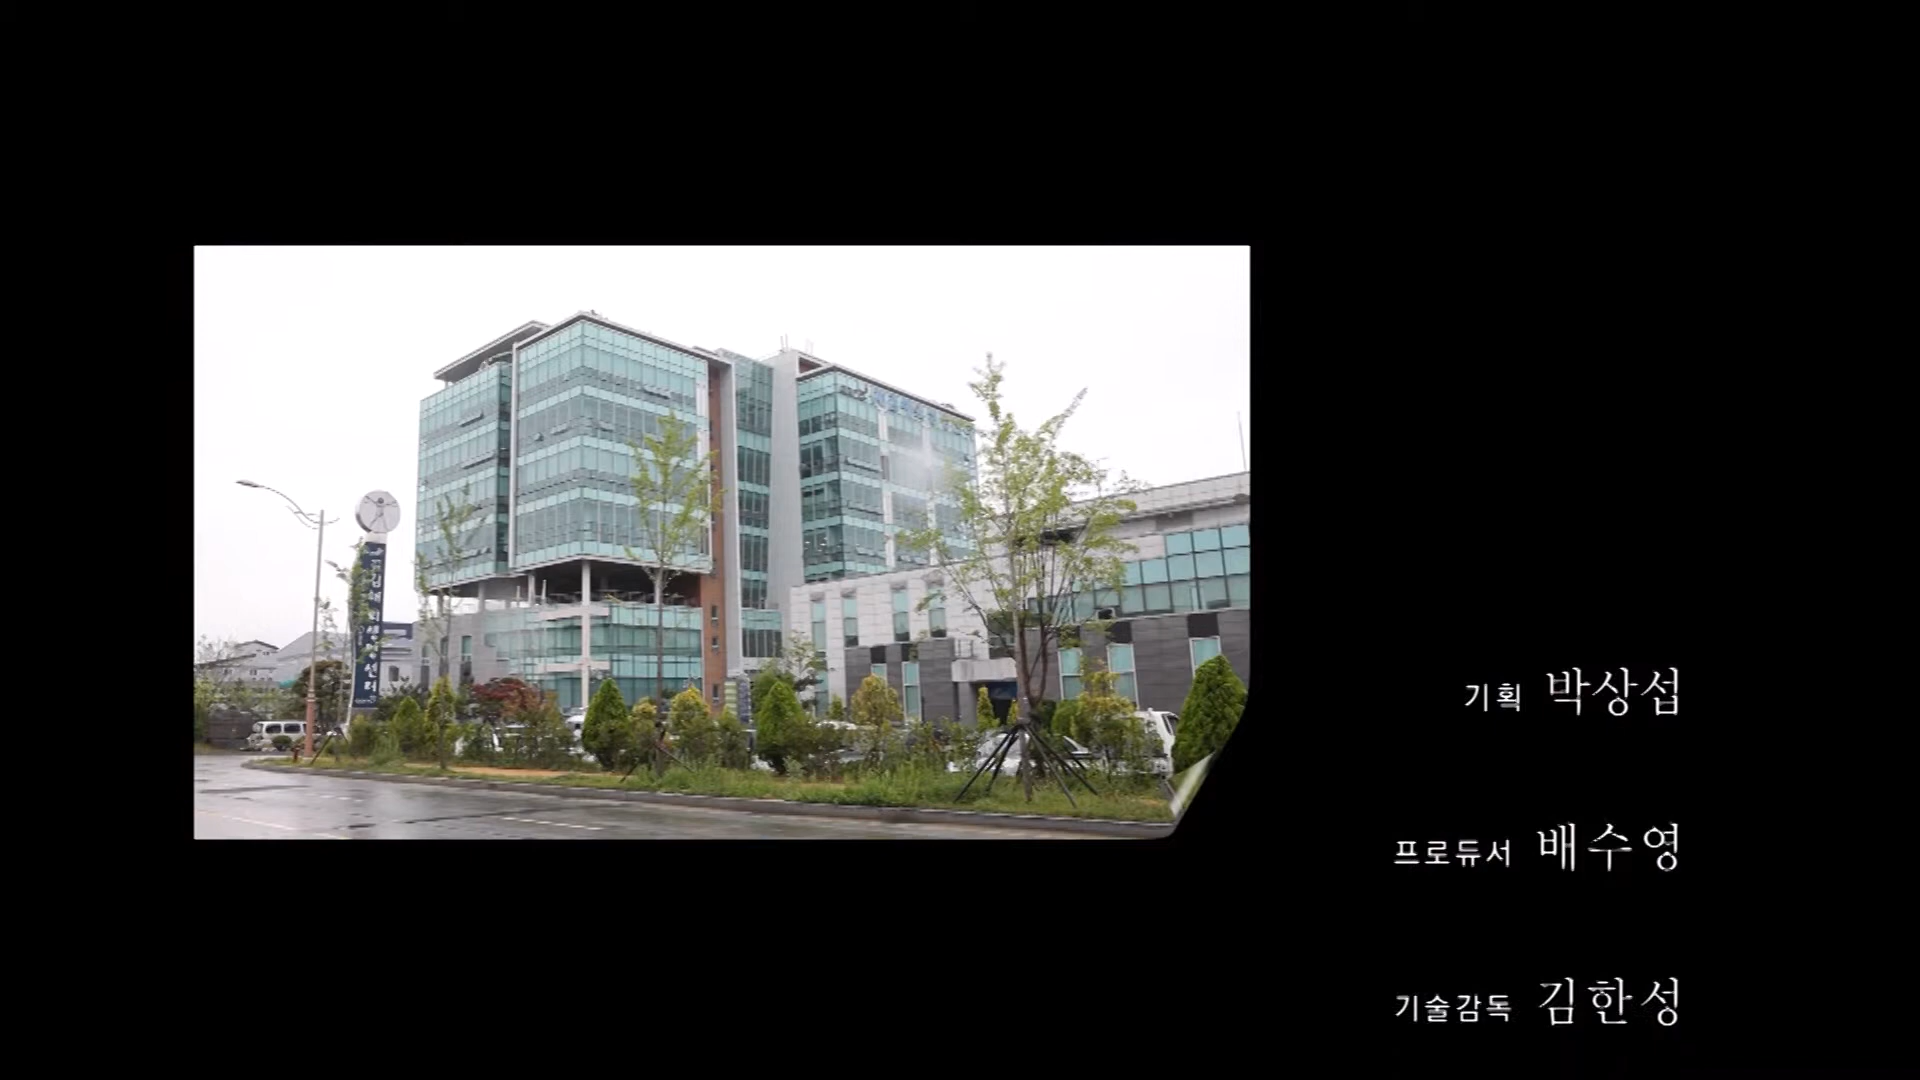 기획 박상섭
프로듀서 배수영
기술감독 김한성